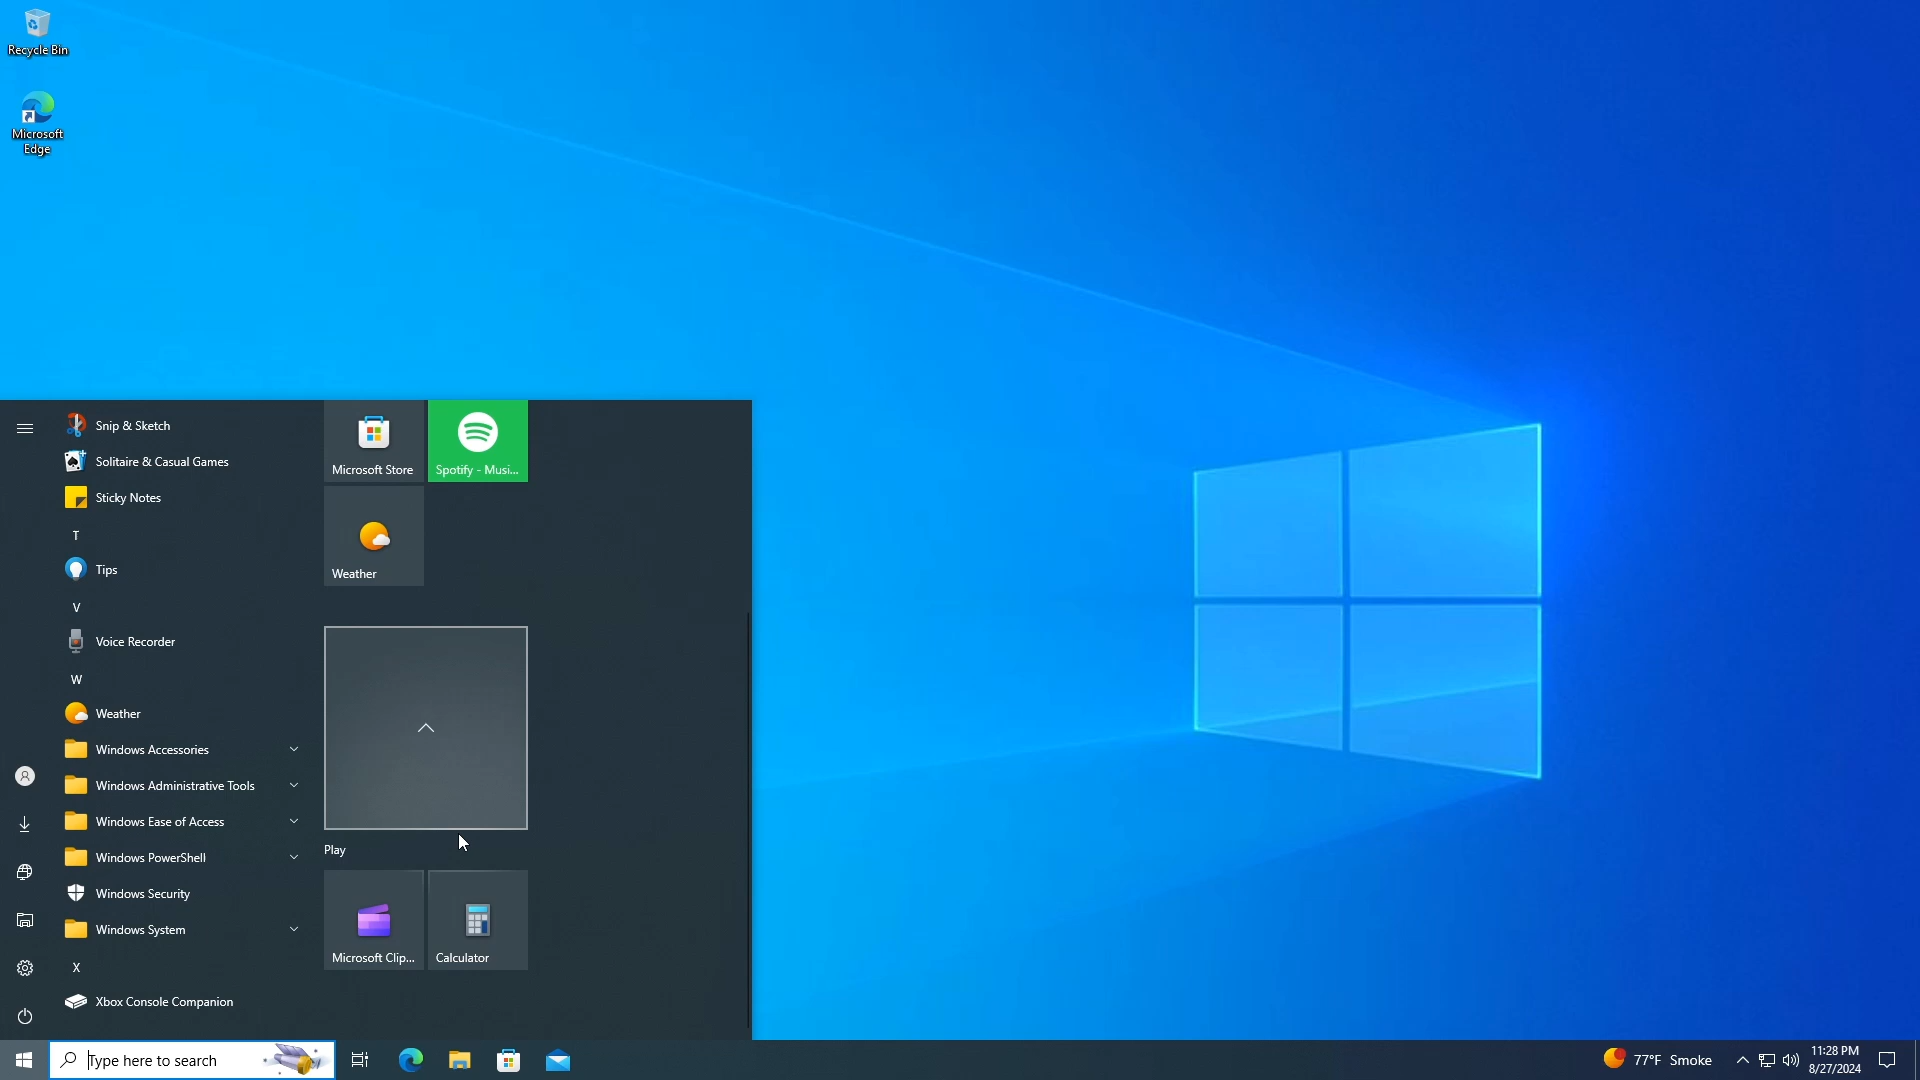 Recycle Bin
Microsoft
Edge
Snip & Sketch
Solitaire & Casual Games
Sticky Notes
T
Tips
V
Voice Recorder
W
Weather
Windows Accessories
Windows Administrative Tools
Windows Ease of Access
Windows PowerShell
Windows Security
Windows System
X
Xbox Console Companion
Microsoft Store
Spotify - Musi...
Weather
Play
Microsoft Clip...
Calculator
Type here to search
77°F Smoke
11:28 PM
8/27/2024